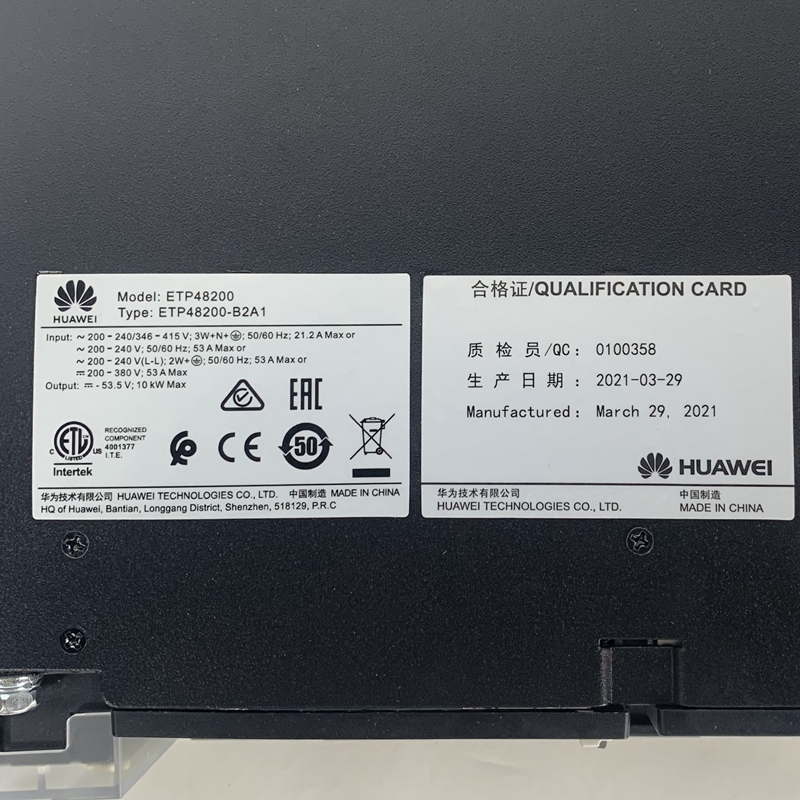 HUAWEI
Model: ETP48200
Type: ETP48200-B2A1
Input: ~ 200 - 240/346 - 415 V; 3W+N+⏚; 50/60 Hz; 21.2 A Max or
~ 200 - 240 V; 50/60 Hz; 53 A Max or
~ 200 - 240 V(L-L); 2W+⏚; 50/60 Hz; 53 A Max or
⎓ 200 - 380 V; 53 A Max
Output: ⎓ - 53.5 V; 10 kW Max
EAC
C ETL US
LISTED
Intertek
RECOGNIZED
COMPONENT
4001377
I.T.E.
CE
50
华为技术有限公司 HUAWEI TECHNOLOGIES CO., LTD. 中国制造 MADE IN CHINA
HQ of Huawei, Bantian, Longgang District, Shenzhen, 518129, P.R.C
合格证/QUALIFICATION CARD
质 检 员/QC: 0100358
生 产 日 期 : 2021-03-29
Manufactured: March 29, 2021
HUAWEI
华为技术有限公司 中国制造
HUAWEI TECHNOLOGIES CO., LTD. MADE IN CHINA